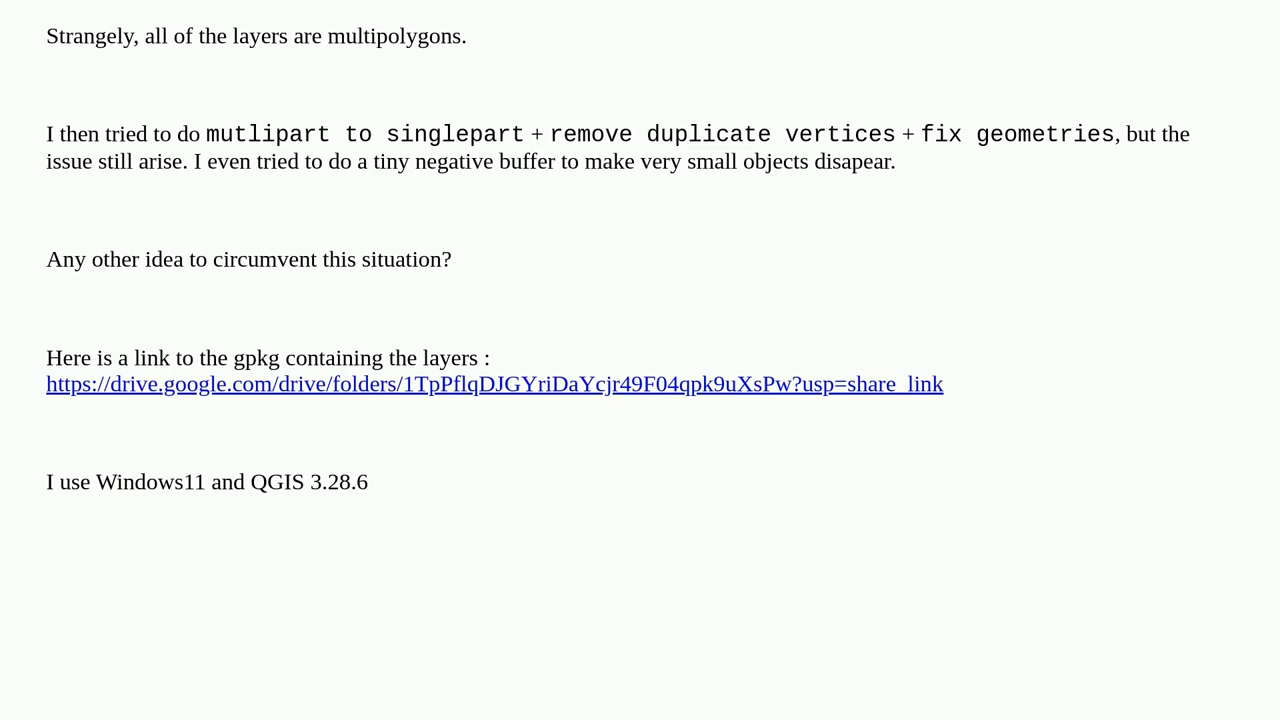 Strangely, all of the layers are multipolygons.
I then tried to do mutlipart to singlepart + remove duplicate vertices + fix geometries, but the
issue still arise. I even tried to do a tiny negative buffer to make very small objects disapear.
Any other idea to circumvent this situation?
Here is a link to the gpkg containing the layers :
https://drive.google.com/drive/folders/1TpPflqDJGYriDaYcjr49F04qpk9uXsPw?usp=share_link
I use Windows11 and QGIS 3.28.6